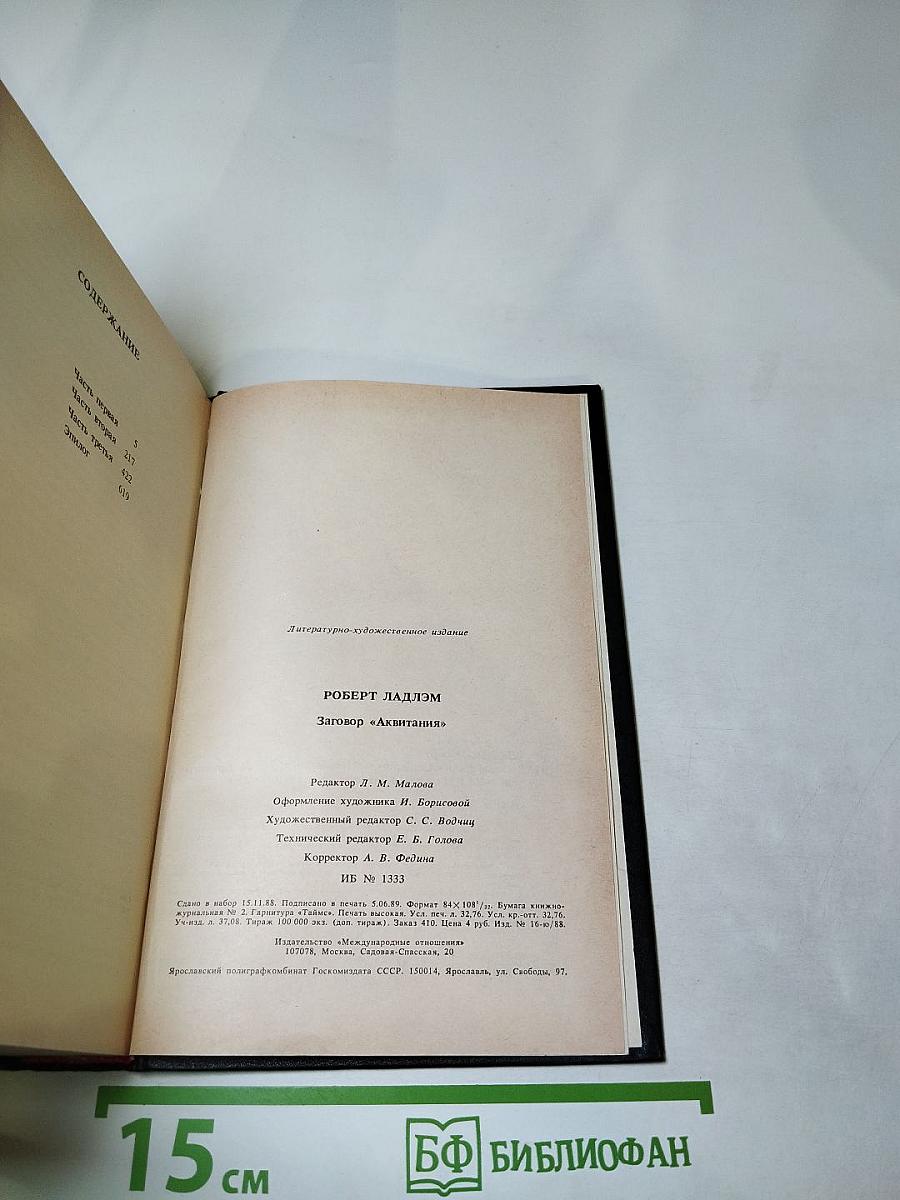 СОДЕРЖАНИЕ
Часть первая 5
Часть вторая 217
Часть третья 422
Эпилог 619
Литературно-художественное издание
РОБЕРТ ЛАДЛЭМ
Заговор «Аквитания»
Редактор Л. М. Малова
Оформление художника И. Борисовой
Художественный редактор С. С. Водчиц
Технический редактор Е. Б. Голова
Корректор А. В. Федина
ИБ № 1333
Сдано в набор 15.11.88. Подписано в печать 5.06.89. Формат 84×108¹/₃₂. Бумага книжно-
журнальная № 2. Гарнитура «Таймс». Печать высокая. Усл. печ. л. 32,76. Усл. кр.-отт. 32,76.
Уч-изд. л. 37,08. Тираж 100 000 экз. (доп. тираж). Заказ 410. Цена 4 руб. Изд. № 16-ю/88.
Издательство «Международные отношения»
107078, Москва, Садовая-Спасская, 20
Ярославский полиграфкомбинат Госкомиздата СССР. 150014, Ярославль, ул. Свободы, 97.
15 см
БФ БИБЛИОФАН